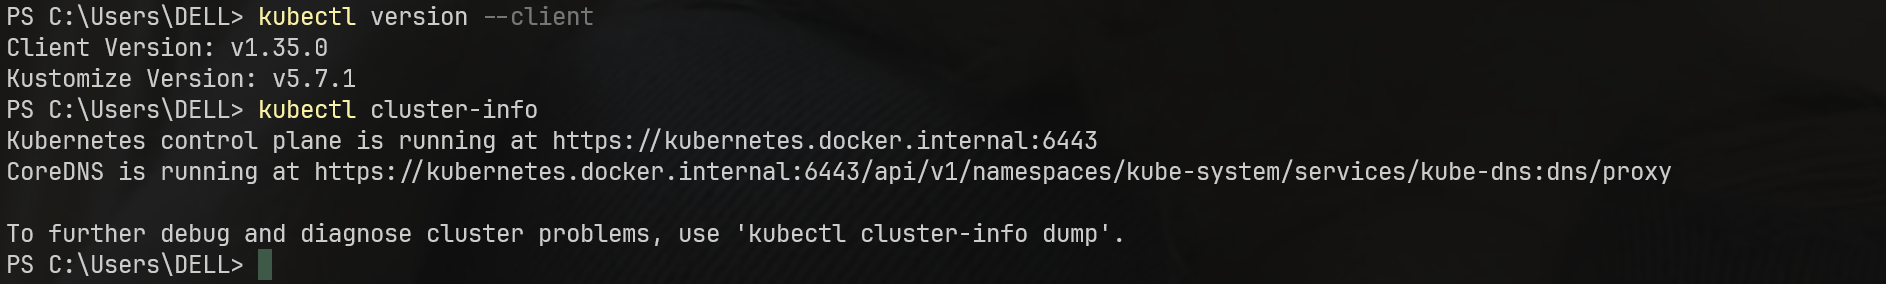 PS C:\Users\DELL> kubectl version --client
Client Version: v1.35.0
Kustomize Version: v5.7.1
PS C:\Users\DELL> kubectl cluster-info
Kubernetes control plane is running at https://kubernetes.docker.internal:6443
CoreDNS is running at https://kubernetes.docker.internal:6443/api/v1/namespaces/kube-system/services/kube-dns:dns/proxy
To further debug and diagnose cluster problems, use 'kubectl cluster-info dump'.
PS C:\Users\DELL>